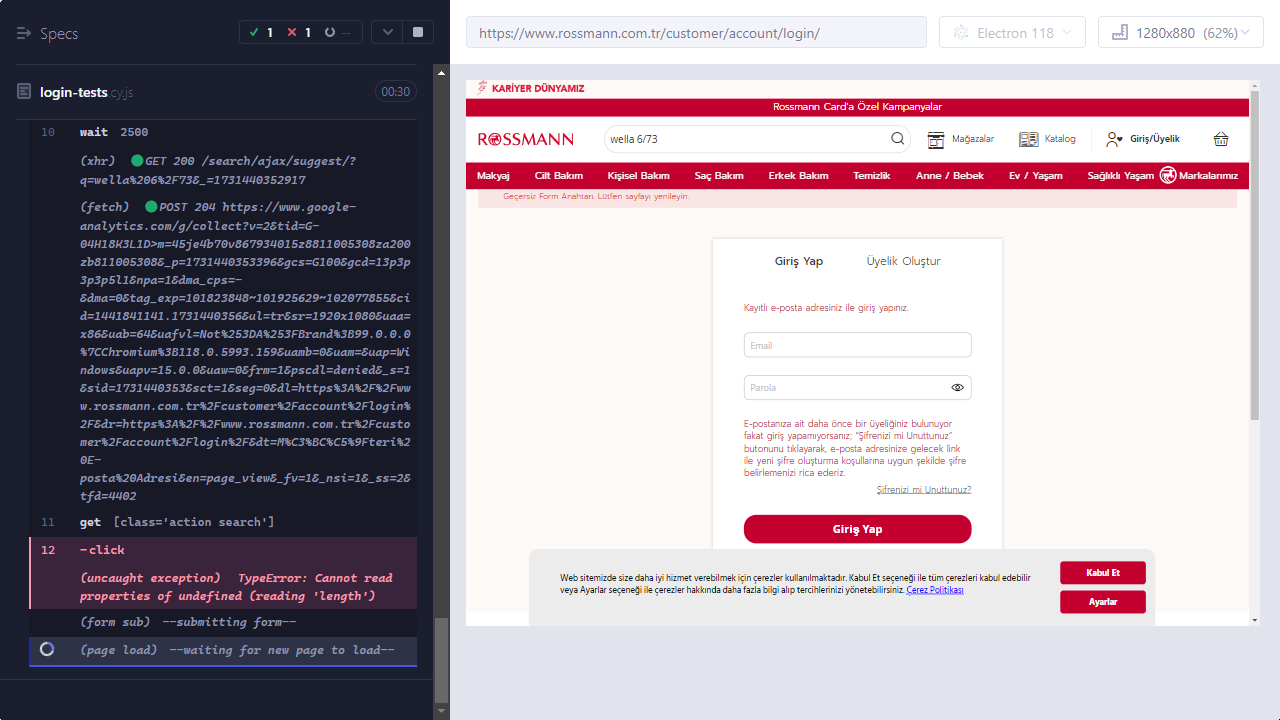 Specs
1
1
--
login-tests.cy.js
00:30
10 wait 2500
(xhr) GET 200 /search/ajax/suggest/?
q=wella%206%2F73&_=1731440352917
(fetch) POST 204 https://www.google-
analytics.com/g/collect?v=2&tid=G-
04H18K3L1D>m=45je4b70v867934015z8811005308za200
zb811005308&_p=1731440353396&gcs=G100&gcd=13p3p
3p3p5l1&npa=1&dma_cps=-
&dma=0&tag_exp=101823848~101925629~102077855&ci
d=1441841141.1731440356&ul=tr&sr=1920x1080&uaa=
x86&uab=64&uafvl=Not%253DA%253FBrand%3B99.0.0.0
%7CChromium%3B118.0.5993.159&uamb=0&uam=&uap=Wi
ndows&uapv=15.0.0&uaw=0&frm=1&pscdl=denied&_s=1
&sid=1731440353&sct=1&seg=0&dl=https%3A%2F%2Fww
w.rossmann.com.tr%2Fcustomer%2Faccount%2Flogin%
2F&dr=https%3A%2F%2Fwww.rossmann.com.tr%2Fcusto
mer%2Faccount%2Flogin%2F&dt=M%C3%BC%C5%9Fteri%2
0E-
posta%20Adresi&en=page_view&_fv=1&_nsi=1&_ss=2&
tfd=4402
11 get [class='action search']
12 -click
(uncaught exception) TypeError: Cannot read
properties of undefined (reading 'length')
(form sub) --submitting form--
(page load) --waiting for new page to load--
https://www.rossmann.com.tr/customer/account/login/
Electron 118
1280x880 (62%)
KARİYER DÜNYAMIZ
Rossmann Card'a Özel Kampanyalar
ROSSMANN
wella 6/73
Mağazalar
Katalog
Giriş/Üyelik
Makyaj Cilt Bakım Kişisel Bakım Saç Bakım Erkek Bakım Temizlik Anne / Bebek Ev / Yaşam Sağlıklı Yaşam Markalarımız
Geçersiz Form Anahtarı. Lütfen sayfayı yenileyin.
Giriş Yap Üyelik Oluştur
Kayıtlı e-posta adresiniz ile giriş yapınız.
Email
Parola
E-postanıza ait daha önce bir üyeliğiniz bulunuyor
fakat giriş yapamıyorsanız; "Şifrenizi mi Unuttunuz"
butonunu tıklayarak, e-posta adresinize gelecek link
ile yeni şifre oluşturma koşullarına uygun şekilde şifre
belirlemenizi rica ederiz.
Şifrenizi mi Unuttunuz?
Giriş Yap
Web sitemizde size daha iyi hizmet verebilmek için çerezler kullanılmaktadır. Kabul Et seçeneği ile tüm çerezleri kabul edebilir
veya Ayarlar seçeneği ile çerezler hakkında daha fazla bilgi alıp tercihlerinizi yönetebilirsiniz. Çerez Politikası
Kabul Et
Ayarlar